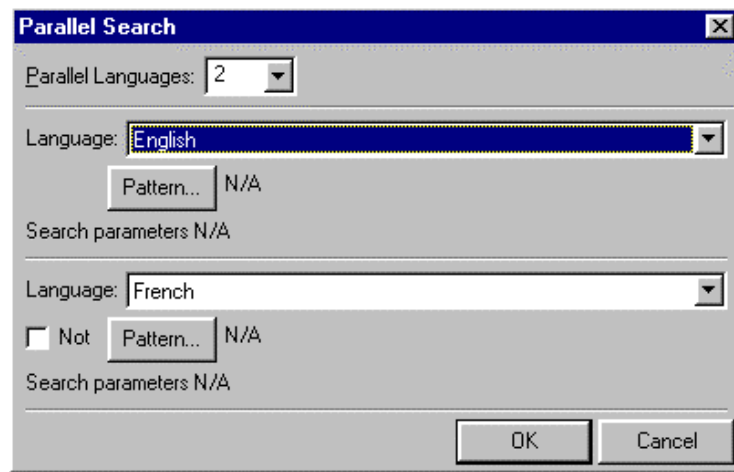 Parallel Search
Parallel Languages: 2
Language: English
Pattern... N/A
Search parameters N/A
Language: French
Not Pattern... N/A
Search parameters N/A
OK Cancel